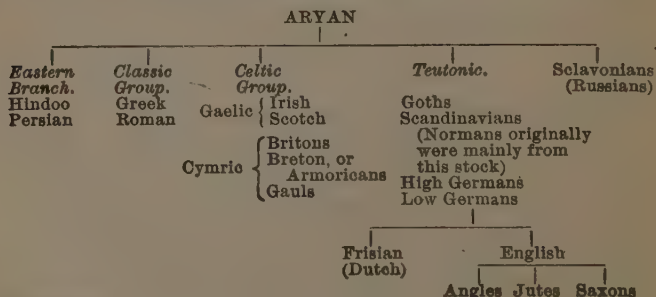 ARYAN
Eastern Branch.
Hindoo
Persian
Classic Group.
Greek
Roman
Celtic Group.
Gaelic { Irish
Scotch
Cymric { Britons
Breton, or
Armoricans
Gauls
Teutonic.
Goths
Scandinavians
(Normans originally
were mainly from
this stock)
High Germans
Low Germans
Sclavonians
(Russians)
Frisian
(Dutch)
English
Angles Jutes Saxons